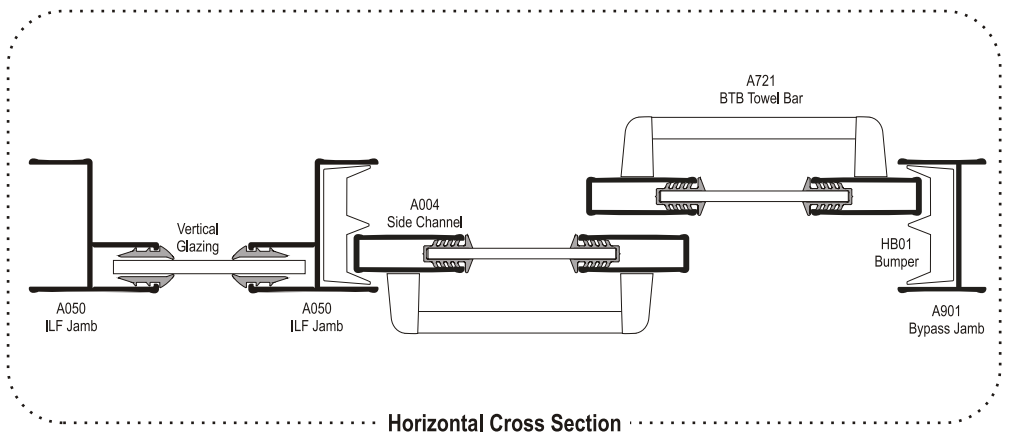 A721
BTB Towel Bar
A004
Side Channel
Vertical
Glazing
HB01
Bumper
A050
ILF Jamb
A050
ILF Jamb
A901
Bypass Jamb
Horizontal Cross Section